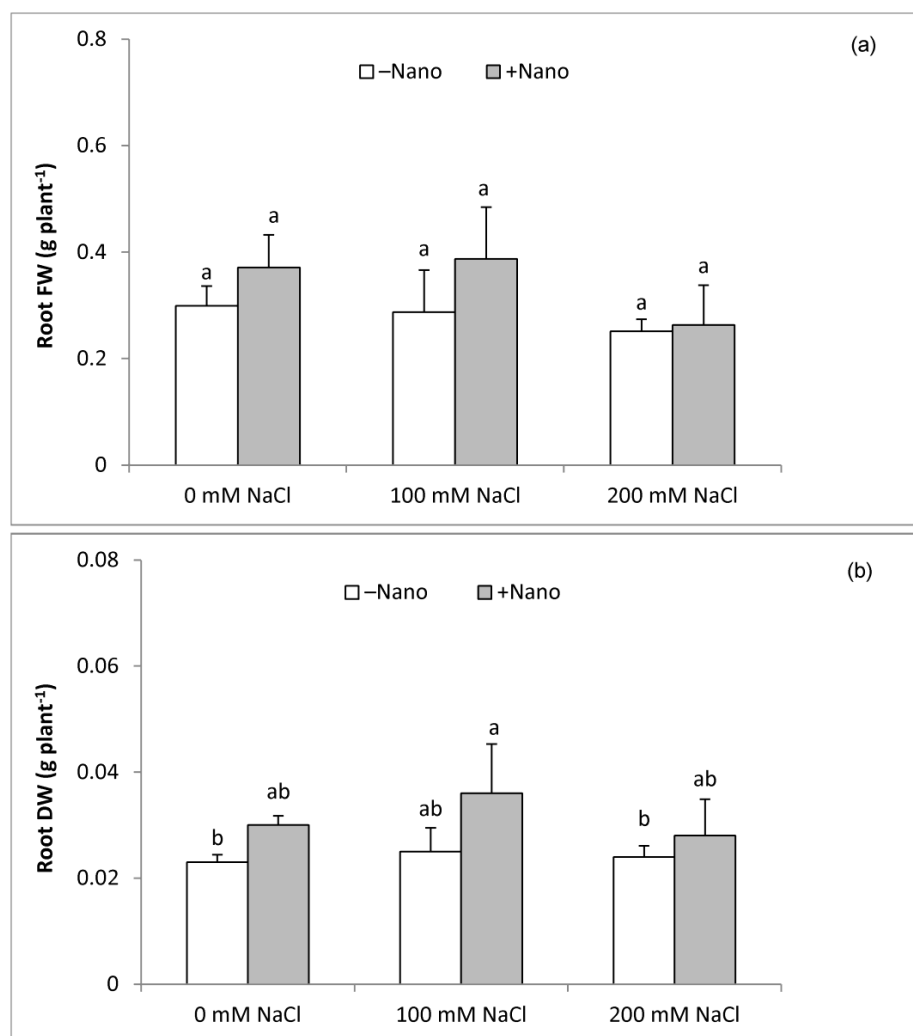 (a)
–Nano +Nano
Root FW (g plant⁻¹)
0.8
0.6
0.4
0.2
0
a a a a a a
0 mM NaCl 100 mM NaCl 200 mM NaCl
(b)
–Nano +Nano
Root DW (g plant⁻¹)
0.08
0.06
0.04
0.02
0
b ab ab a b ab
0 mM NaCl 100 mM NaCl 200 mM NaCl